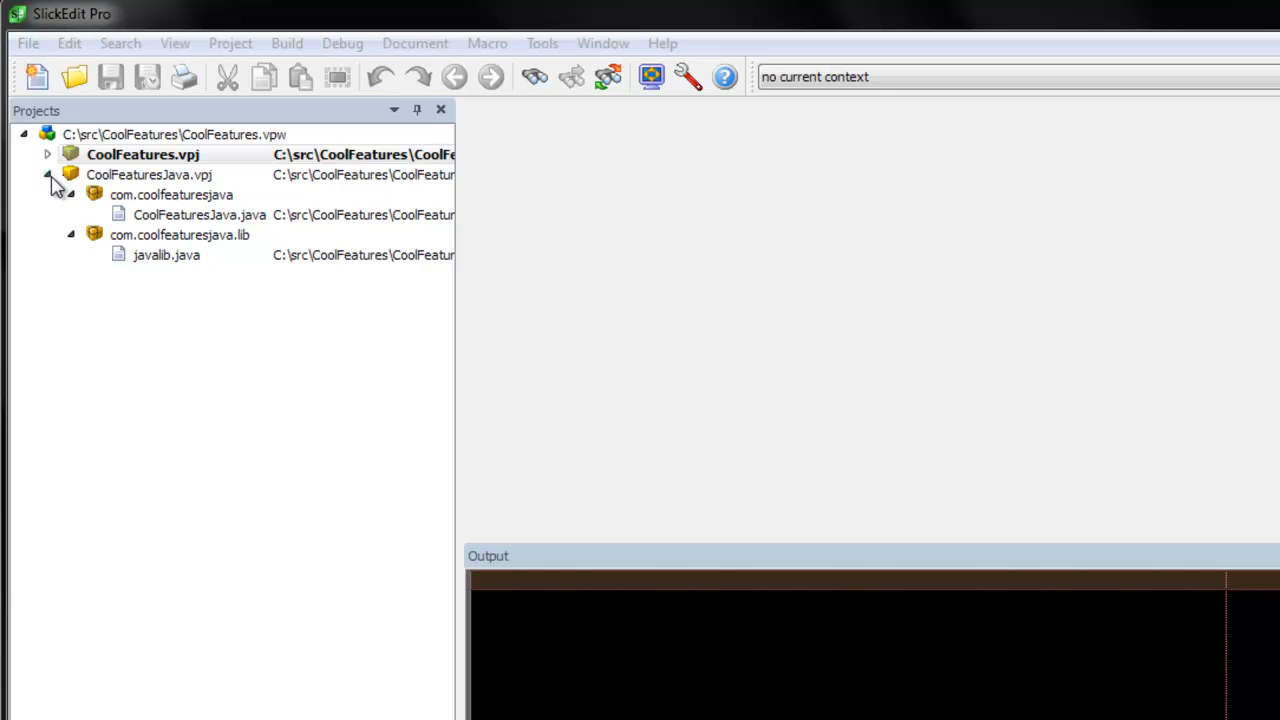 SlickEdit Pro
File Edit Search View Project Build Debug Document Macro Tools Window Help
no current context
Projects
C:\src\CoolFeatures\CoolFeatures.vpw
CoolFeatures.vpj C:\src\CoolFeatures\CoolFe
CoolFeaturesJava.vpj C:\src\CoolFeatures\CoolFeatur
com.coolfeaturesjava
CoolFeaturesJava.java C:\src\CoolFeatures\CoolFeatur
com.coolfeaturesjava.lib
javalib.java C:\src\CoolFeatures\CoolFeatur
Output